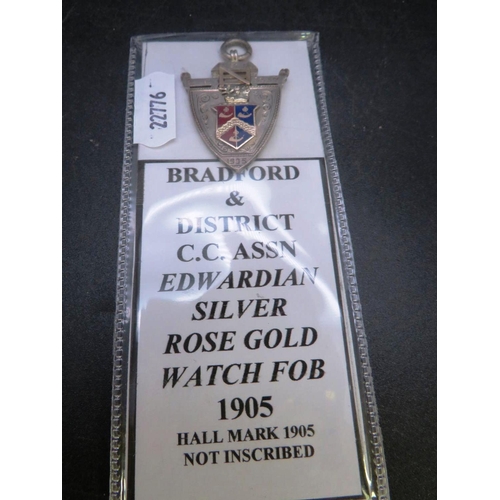 22776
BRADFORD
&
DISTRICT
C.C. ASSN
EDWARDIAN
SILVER
ROSE GOLD
WATCH FOB
1905
HALL MARK 1905
NOT INSCRIBED